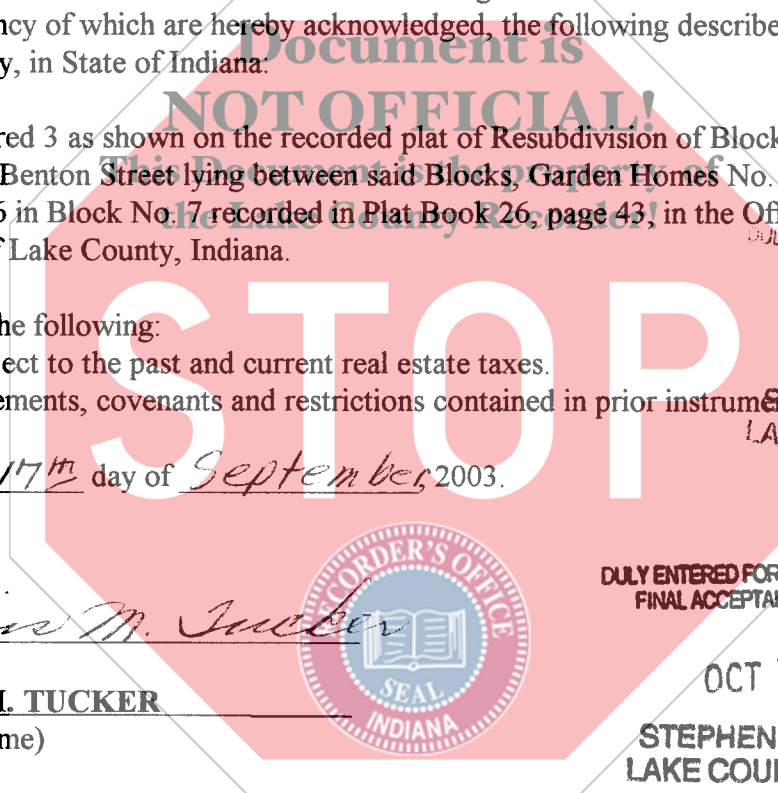 ncy of which are hereby acknowledged, the following describe
Document is
y, in State of Indiana:
NOT OFFICIAL!
red 3 as shown on the recorded plat of Resubdivision of Block
This Document is the property of
Benton Street lying between said Blocks, Garden Homes No.
6 in Block No. 7 recorded in Plat Book 26, page 43, in the Off
the Lake County Recorder!
f Lake County, Indiana.
STOP
he following:
ect to the past and current real estate taxes.
ements, covenants and restrictions contained in prior instrume
LA
17th day of September, 2003.
RECORDER'S OFFICE
SEAL
INDIANA
DULY ENTERED FOR
FINAL ACCEPTAN
M. Tucker
OCT
I. TUCKER
me)
STEPHEN
LAKE COUN